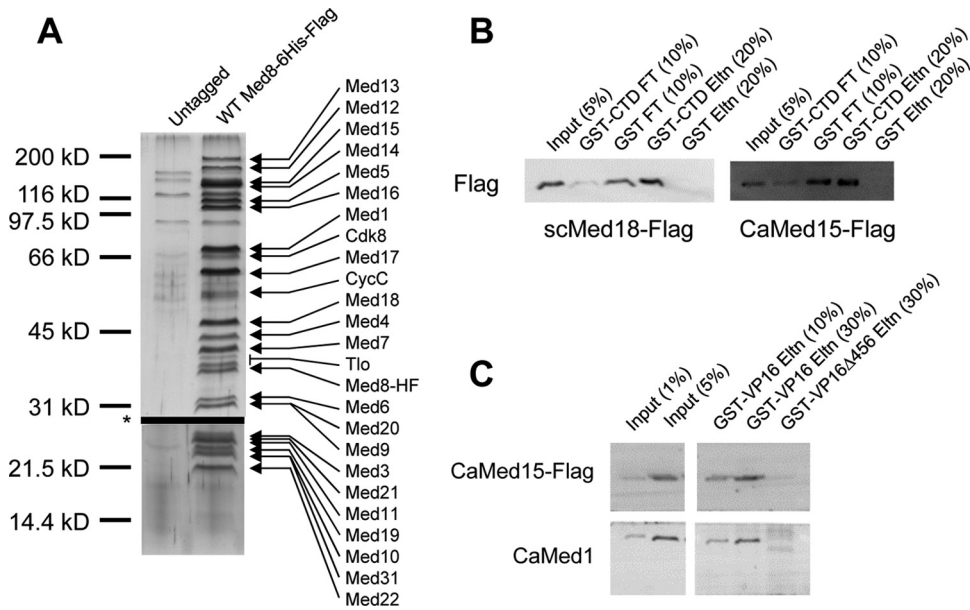 A
Untagged
WT Med8-6His-Flag
200 kD
116 kD
97.5 kD
66 kD
45 kD
31 kD
*
21.5 kD
14.4 kD
Med13
Med12
Med15
Med14
Med5
Med16
Med1
Cdk8
Med17
CycC
Med18
Med4
Med7
Tlo
Med8-HF
Med6
Med20
Med9
Med3
Med21
Med11
Med19
Med10
Med31
Med22
B
Input (5%)
GST-CTD FT (10%)
GST FT (10%)
GST-CTD Eltn (20%)
GST Eltn (20%)
Input (5%)
GST-CTD FT (10%)
GST FT (10%)
GST-CTD Eltn (20%)
GST Eltn (20%)
Flag
scMed18-Flag
CaMed15-Flag
C
Input (1%)
Input (5%)
GST-VP16 Eltn (10%)
GST-VP16 Eltn (30%)
GST-VP16Δ456 Eltn (30%)
CaMed15-Flag
CaMed1